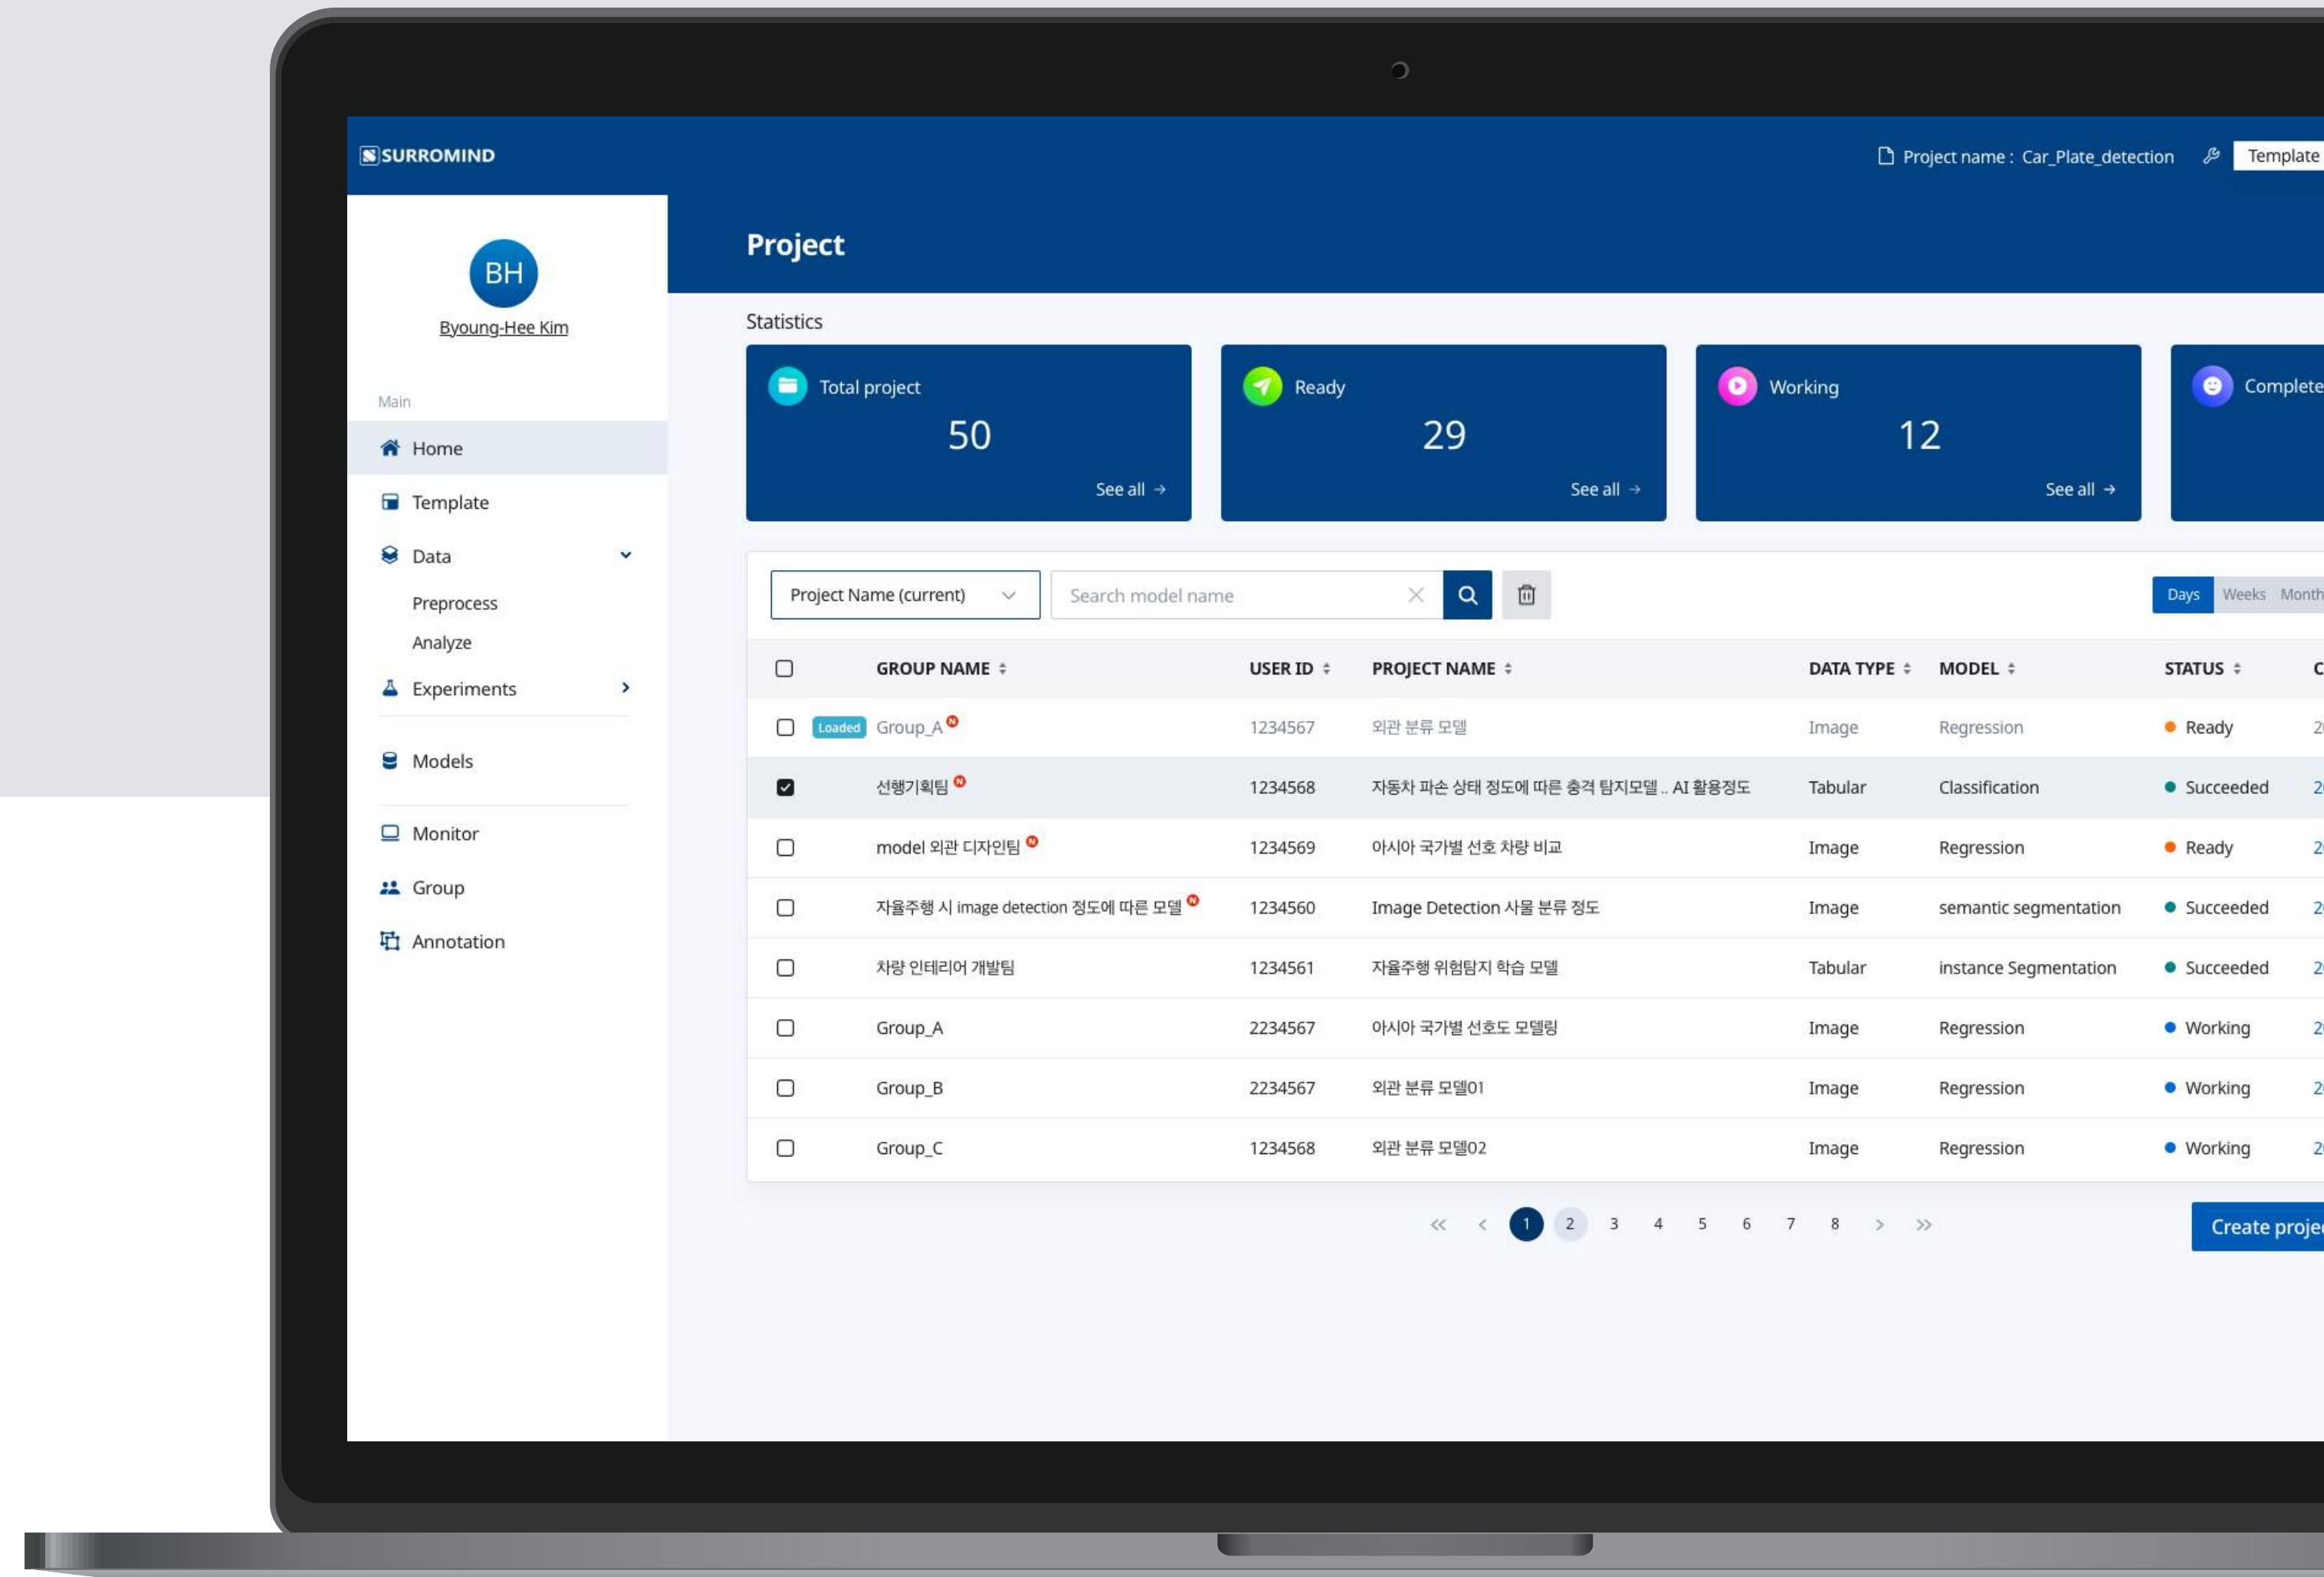 SURROMIND
Project name : Car_Plate_detection Template
BH
Byoung-Hee Kim
Main
Home
Template
Data
Preprocess
Analyze
Experiments
Models
Monitor
Group
Annotation
Project
Statistics
Total project
50
See all →
Ready
29
See all →
Working
12
See all →
Complete
Project Name (current) Search model name Days Weeks Month
GROUP NAME USER ID PROJECT NAME DATA TYPE MODEL STATUS
Loaded Group_A N 1234567 외관 분류 모델 Image Regression Ready
선행기획팀 N 1234568 자동차 파손 상태 정도에 따른 충격 탐지모델 .. AI 활용정도 Tabular Classification Succeeded
model 외관 디자인팀 N 1234569 아시아 국가별 선호 차량 비교 Image Regression Ready
자율주행 시 image detection 정도에 따른 모델 N 1234560 Image Detection 사물 분류 정도 Image semantic segmentation Succeeded
차량 인테리어 개발팀 1234561 자율주행 위험탐지 학습 모델 Tabular instance Segmentation Succeeded
Group_A 2234567 아시아 국가별 선호도 모델링 Image Regression Working
Group_B 2234567 외관 분류 모델01 Image Regression Working
Group_C 1234568 외관 분류 모델02 Image Regression Working
<< < 1 2 3 4 5 6 7 8 > >>
Create